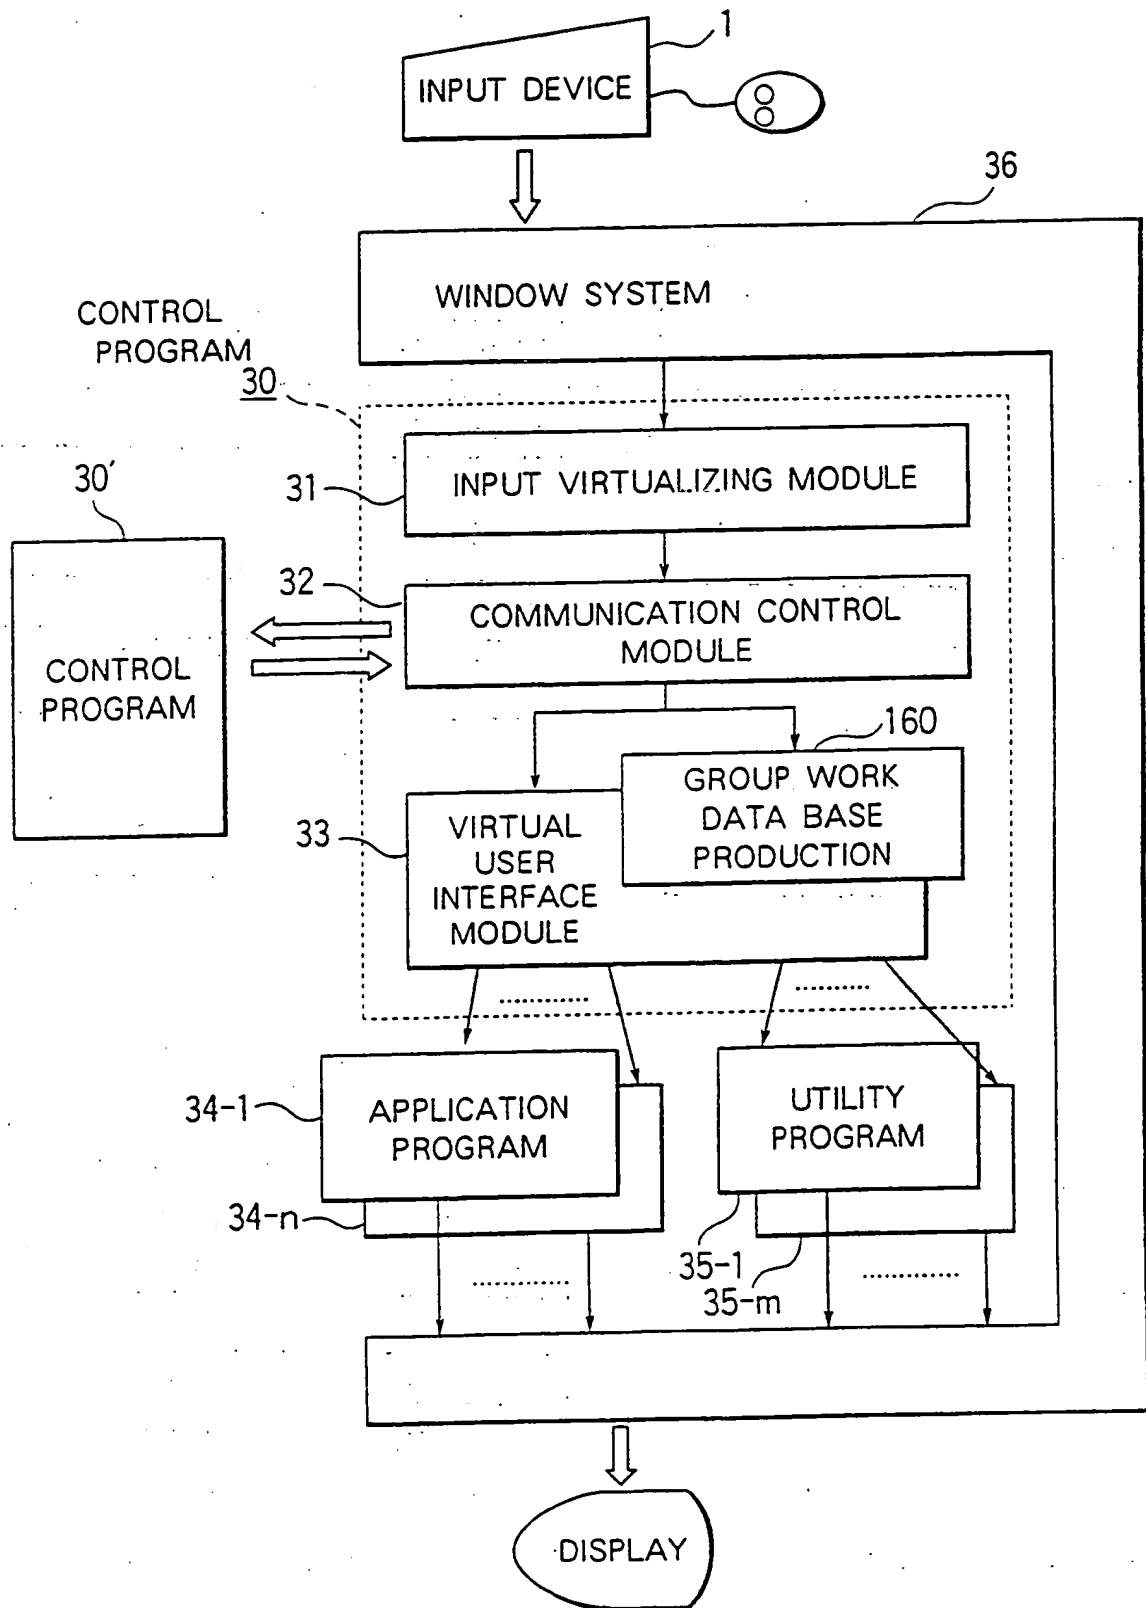 1
INPUT DEVICE
36
WINDOW SYSTEM
CONTROL
PROGRAM
30
31
INPUT VIRTUALIZING MODULE
30′
32
COMMUNICATION CONTROL
MODULE
CONTROL
PROGRAM
160
GROUP WORK
DATA BASE
PRODUCTION
33
VIRTUAL
USER
INTERFACE
MODULE
34-1
APPLICATION
PROGRAM
UTILITY
PROGRAM
34-n
35-1
35-m
DISPLAY